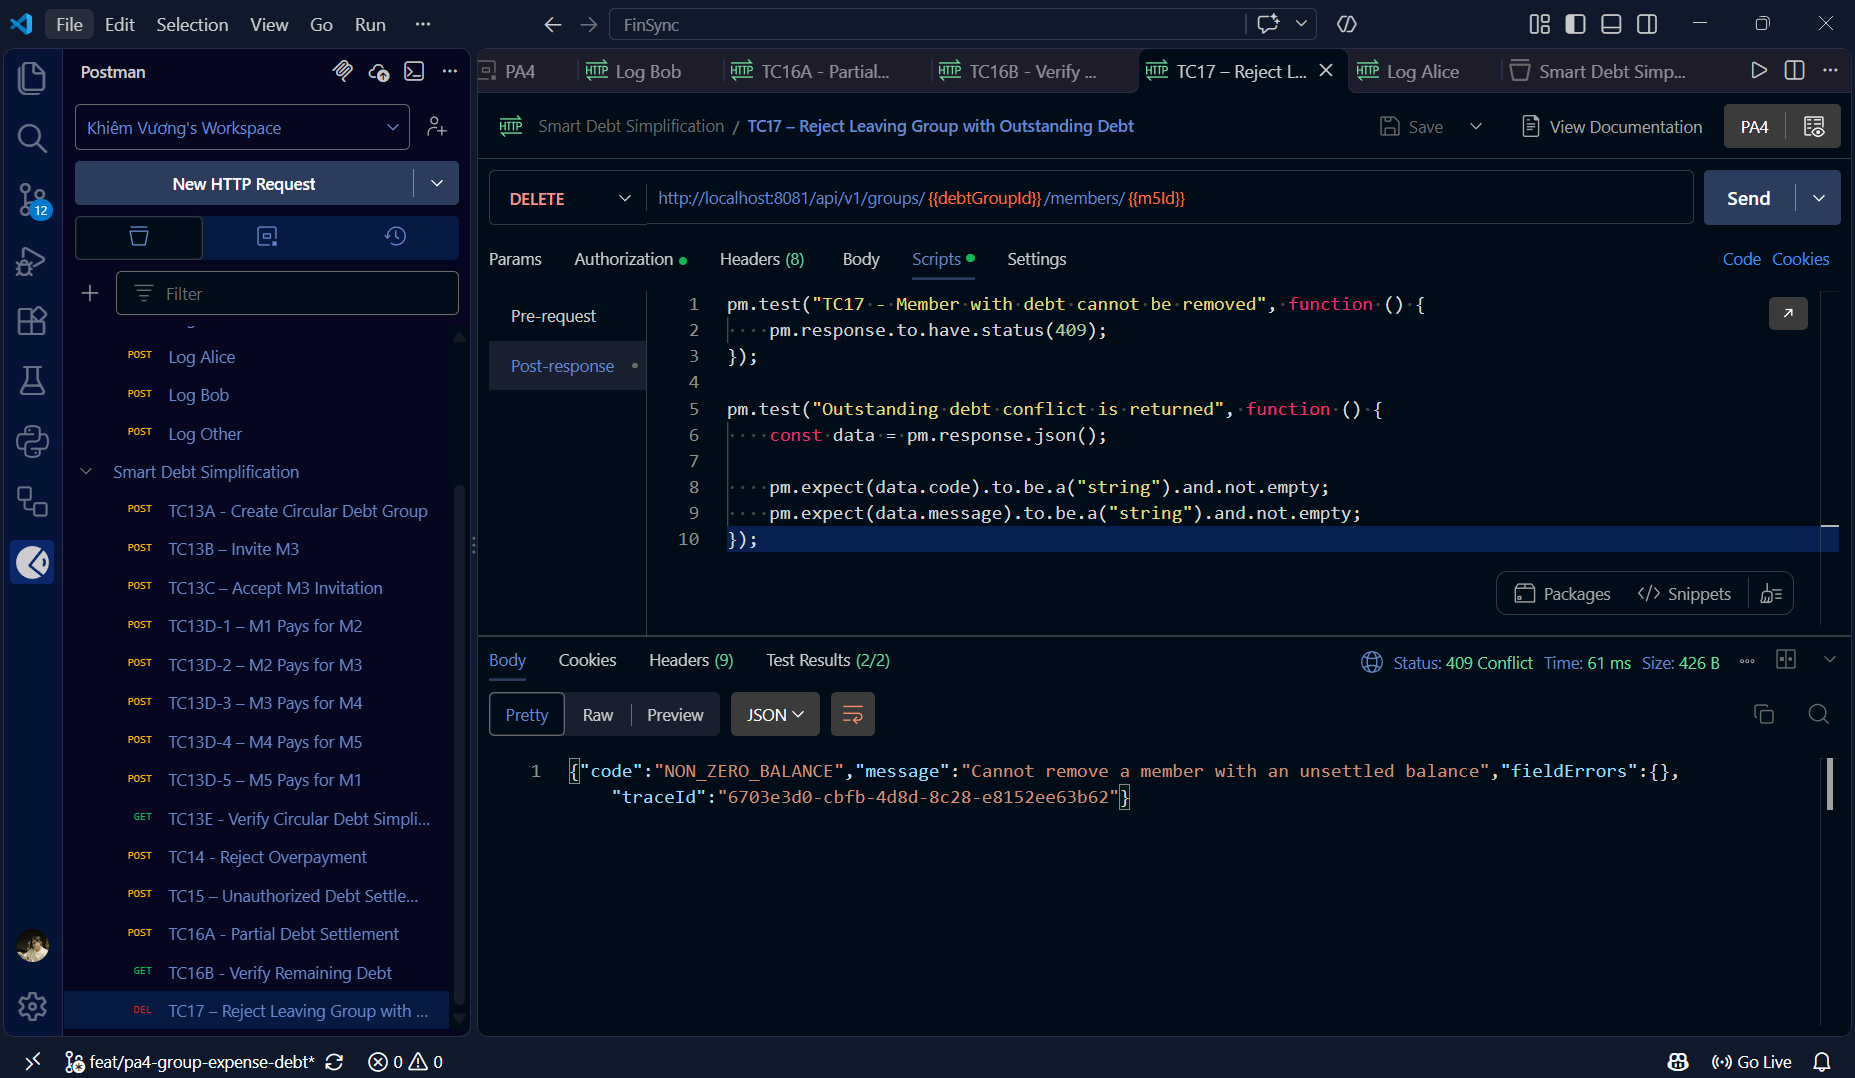 File Edit Selection View Go Run ···
FinSync
Postman
PA4
Log Bob
TC16A - Partial...
TC16B - Verify ...
TC17 – Reject L...
Log Alice
Smart Debt Simp...
Khiêm Vương's Workspace
Smart Debt Simplification / TC17 – Reject Leaving Group with Outstanding Debt
Save
View Documentation
PA4
New HTTP Request
DELETE
http://localhost:8081/api/v1/groups/{{debtGroupId}}/members/{{m5Id}}
Send
12
Params Authorization Headers (8) Body Scripts Settings
Code Cookies
Filter
Pre-request
Post-response
1 pm.test("TC17 - Member with debt cannot be removed", function () {
2 pm.response.to.have.status(409);
3 });
4
5 pm.test("Outstanding debt conflict is returned", function () {
6 const data = pm.response.json();
7
8 pm.expect(data.code).to.be.a("string").and.not.empty;
9 pm.expect(data.message).to.be.a("string").and.not.empty;
10 });
Packages
</> Snippets
POST Log Alice
POST Log Bob
POST Log Other
Smart Debt Simplification
POST TC13A - Create Circular Debt Group
POST TC13B – Invite M3
POST TC13C – Accept M3 Invitation
POST TC13D-1 – M1 Pays for M2
POST TC13D-2 – M2 Pays for M3
POST TC13D-3 – M3 Pays for M4
POST TC13D-4 – M4 Pays for M5
POST TC13D-5 – M5 Pays for M1
GET TC13E - Verify Circular Debt Simpli...
POST TC14 - Reject Overpayment
POST TC15 – Unauthorized Debt Settle...
POST TC16A - Partial Debt Settlement
GET TC16B - Verify Remaining Debt
DEL TC17 – Reject Leaving Group with ...
Body Cookies Headers (9) Test Results (2/2)
Status: 409 Conflict Time: 61 ms Size: 426 B
Pretty Raw Preview JSON
1 {"code":"NON_ZERO_BALANCE","message":"Cannot remove a member with an unsettled balance","fieldErrors":{},
"traceId":"6703e3d0-cbfb-4d8d-8c28-e8152ee63b62"}
feat/pa4-group-expense-debt* 0 0
Go Live